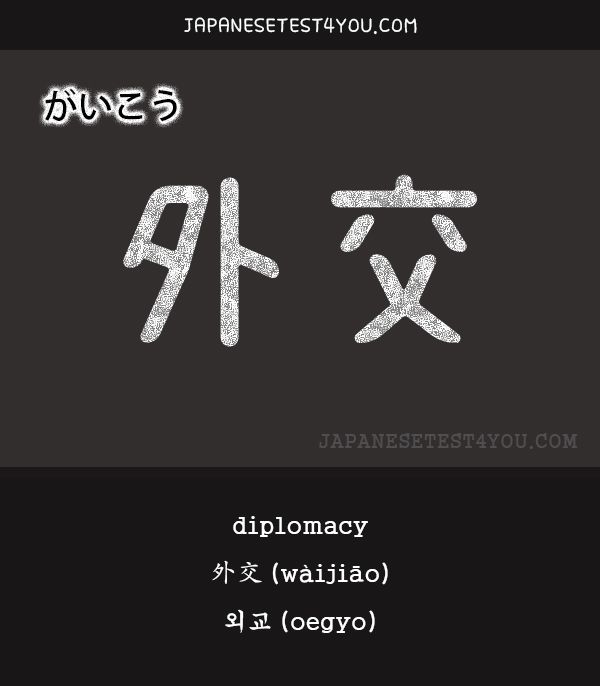 JAPANESETEST4YOU.COM
がいこう
外交
JAPANESETEST4YOU.COM
diplomacy
外交 (wàijiāo)
외교 (oegyo)